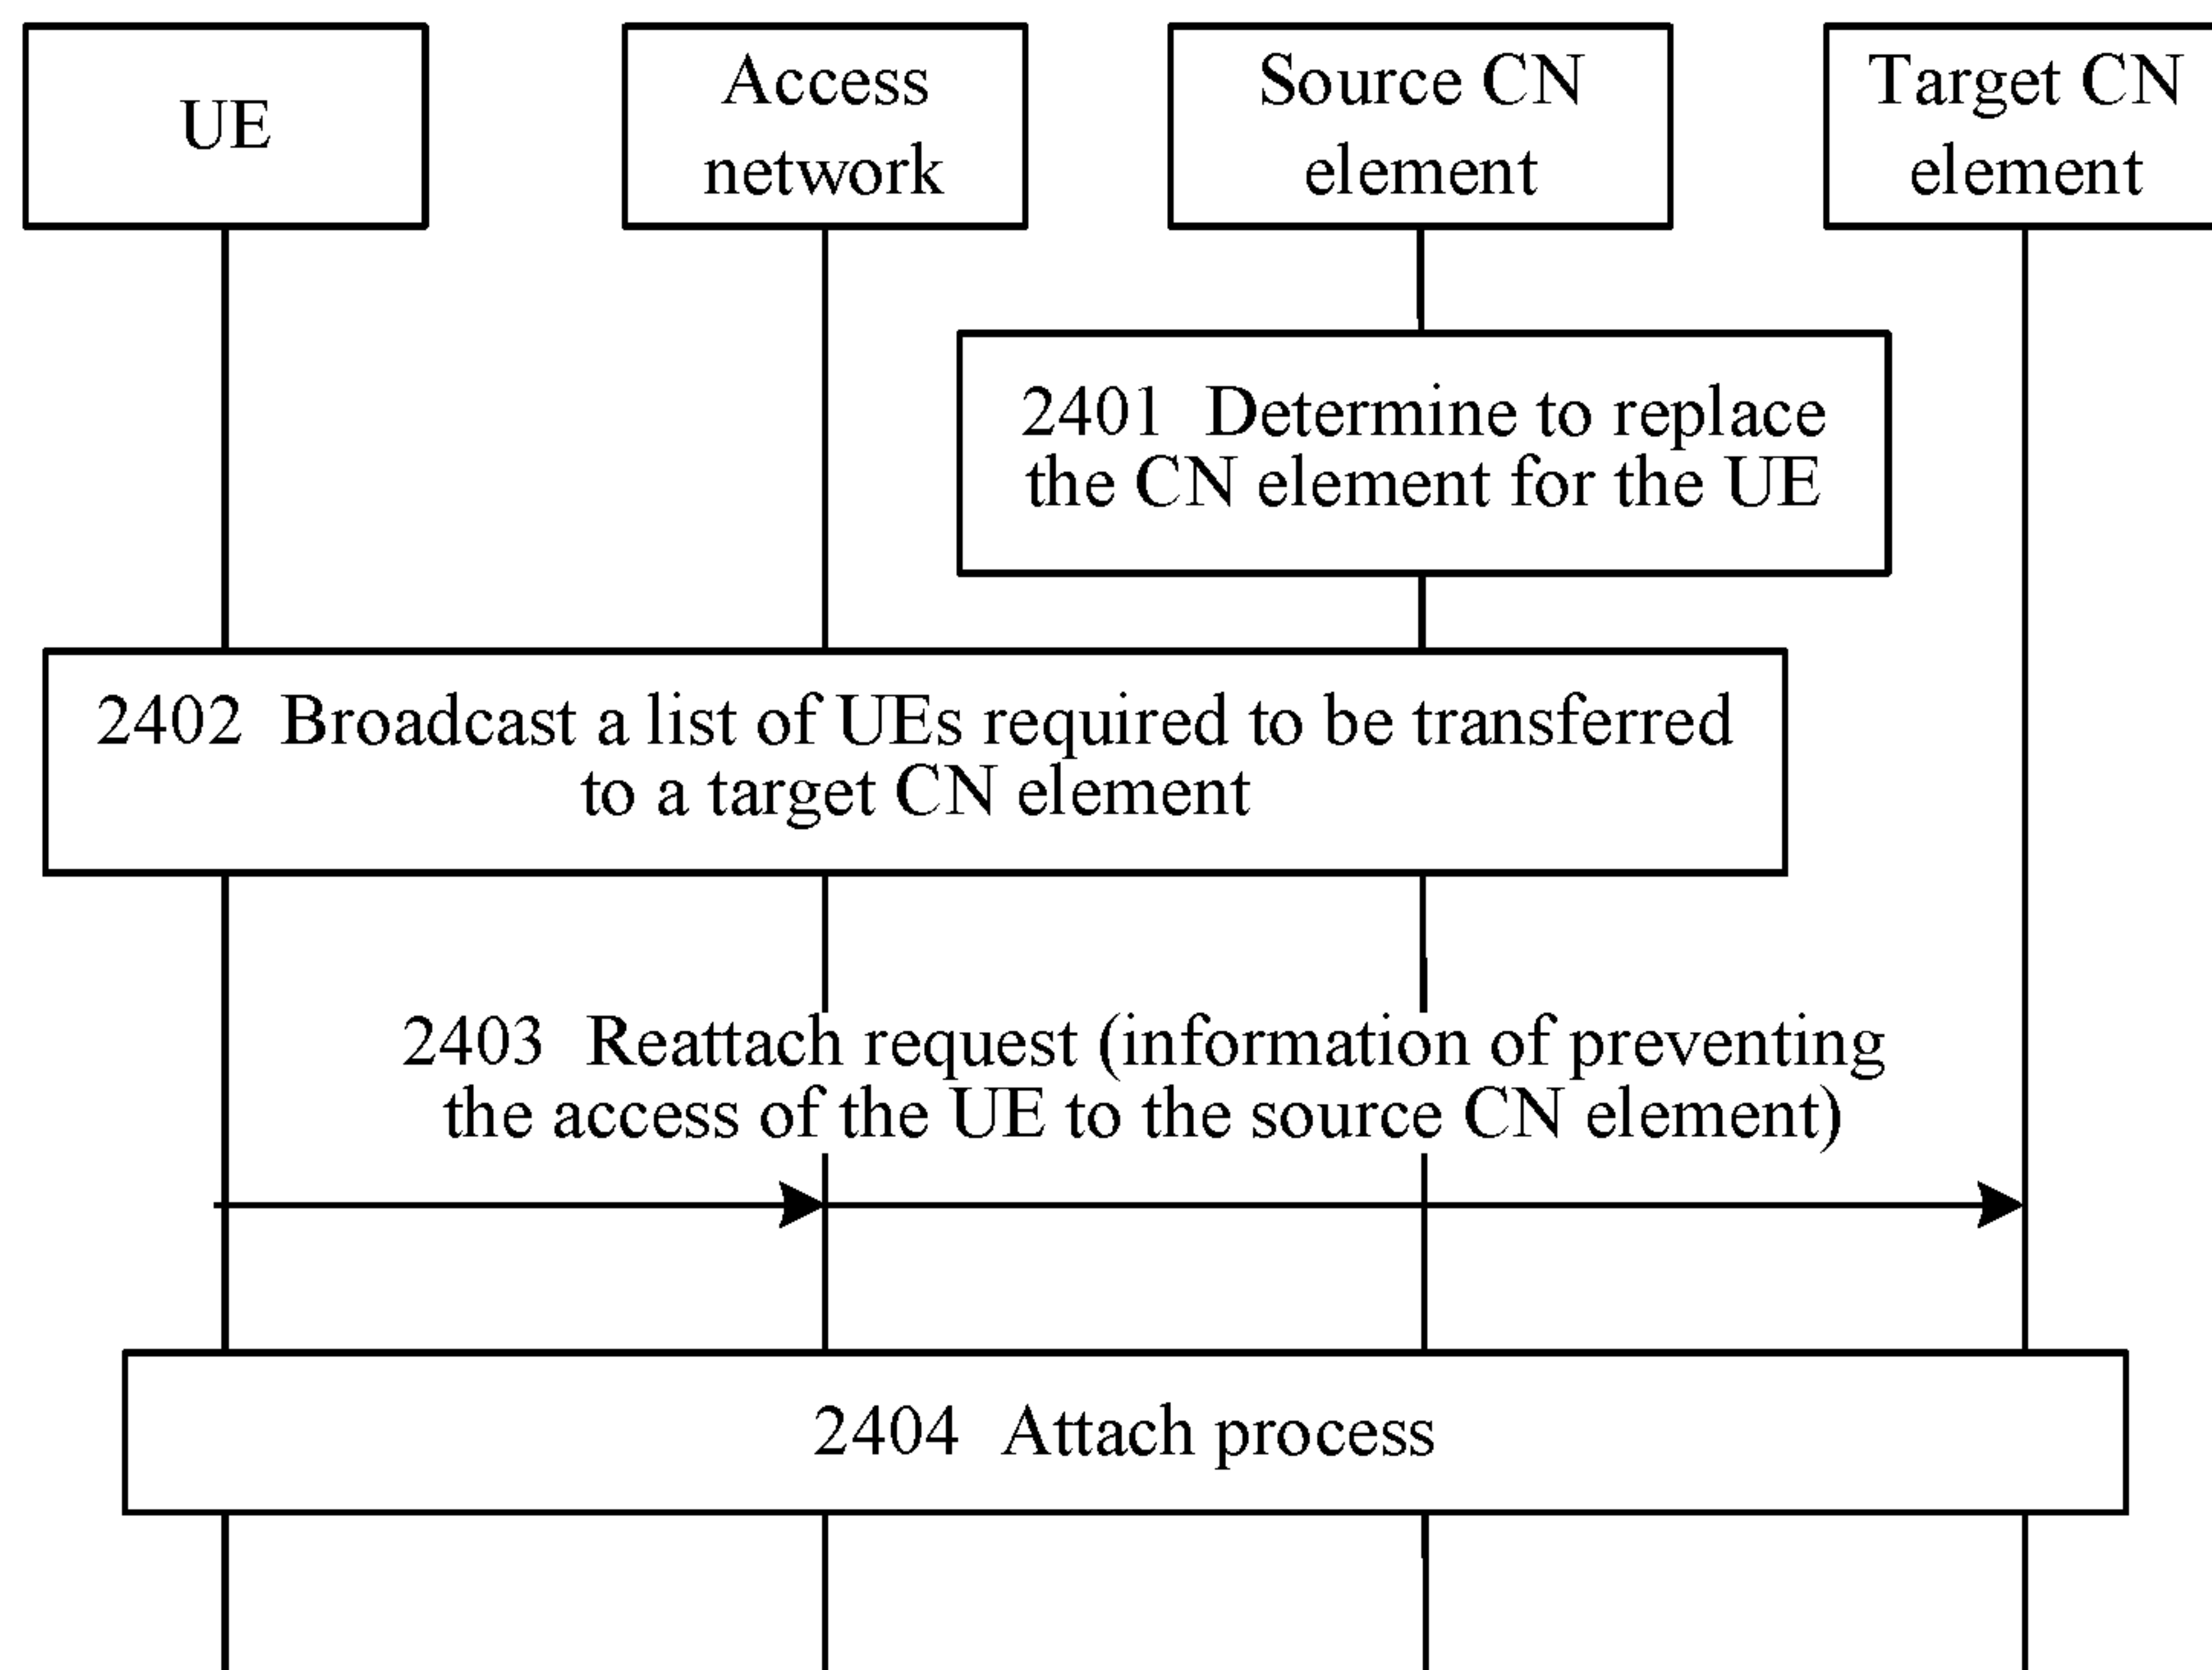 UE
Access
network
Source CN
element
Target CN
element
2401 Determine to replace
the CN element for the UE
2402 Broadcast a list of UEs required to be transferred
to a target CN element
2403 Reattach request (information of preventing
the access of the UE to the source CN element)
2404 Attach process